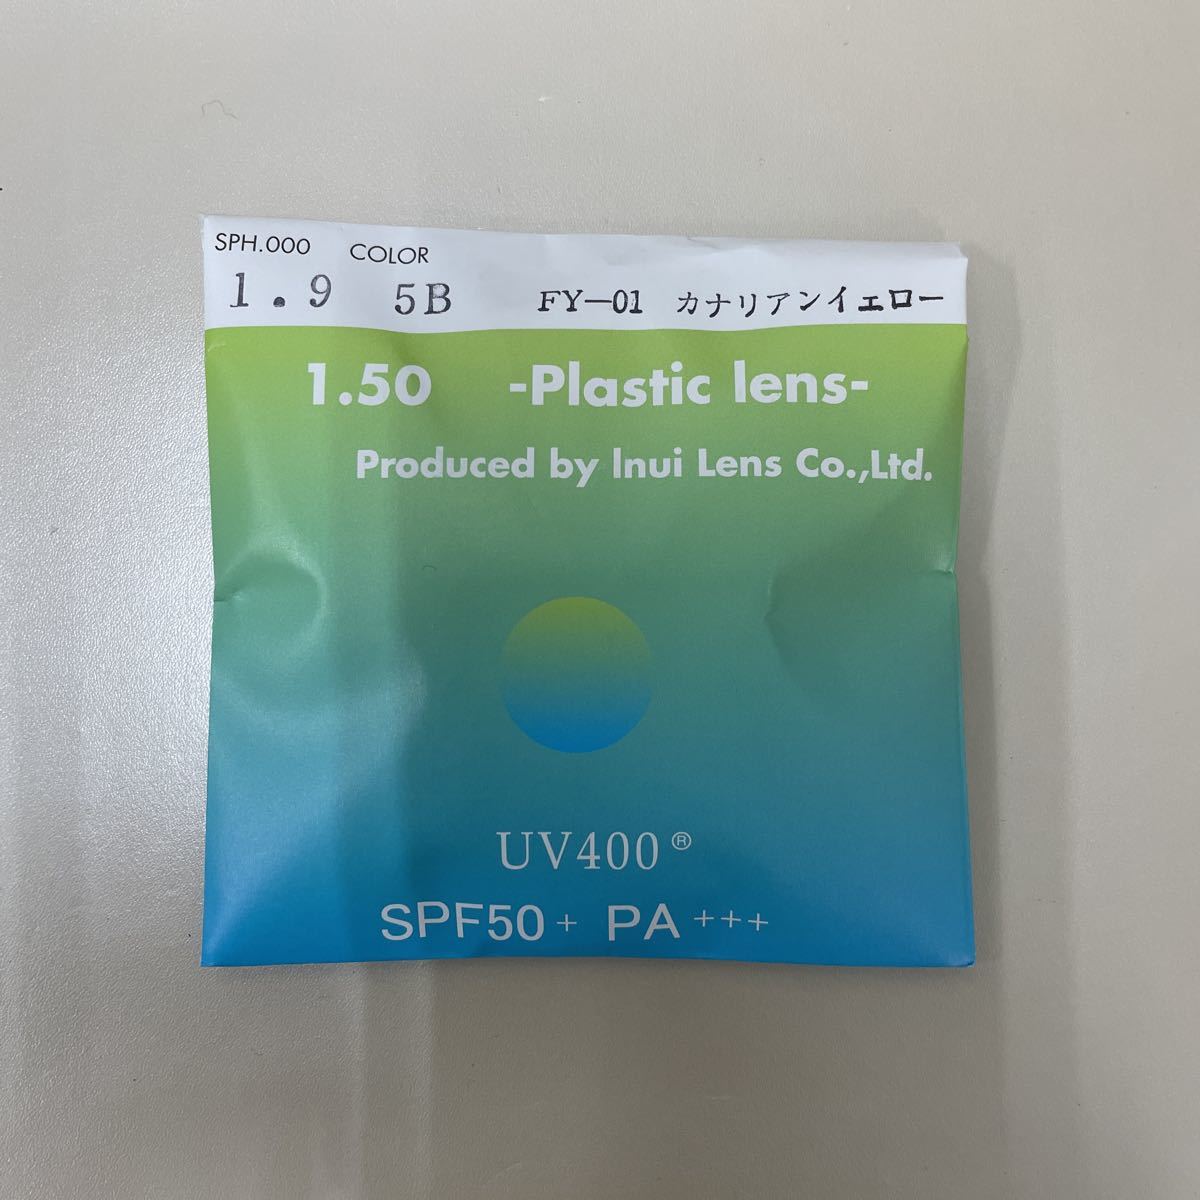 SPH.000 COLOR
1.9 5B FY—01 カナリアンイエロー
1.50 -Plastic lens-
Produced by Inui Lens Co.,Ltd.
UV400®
SPF50+ PA+++